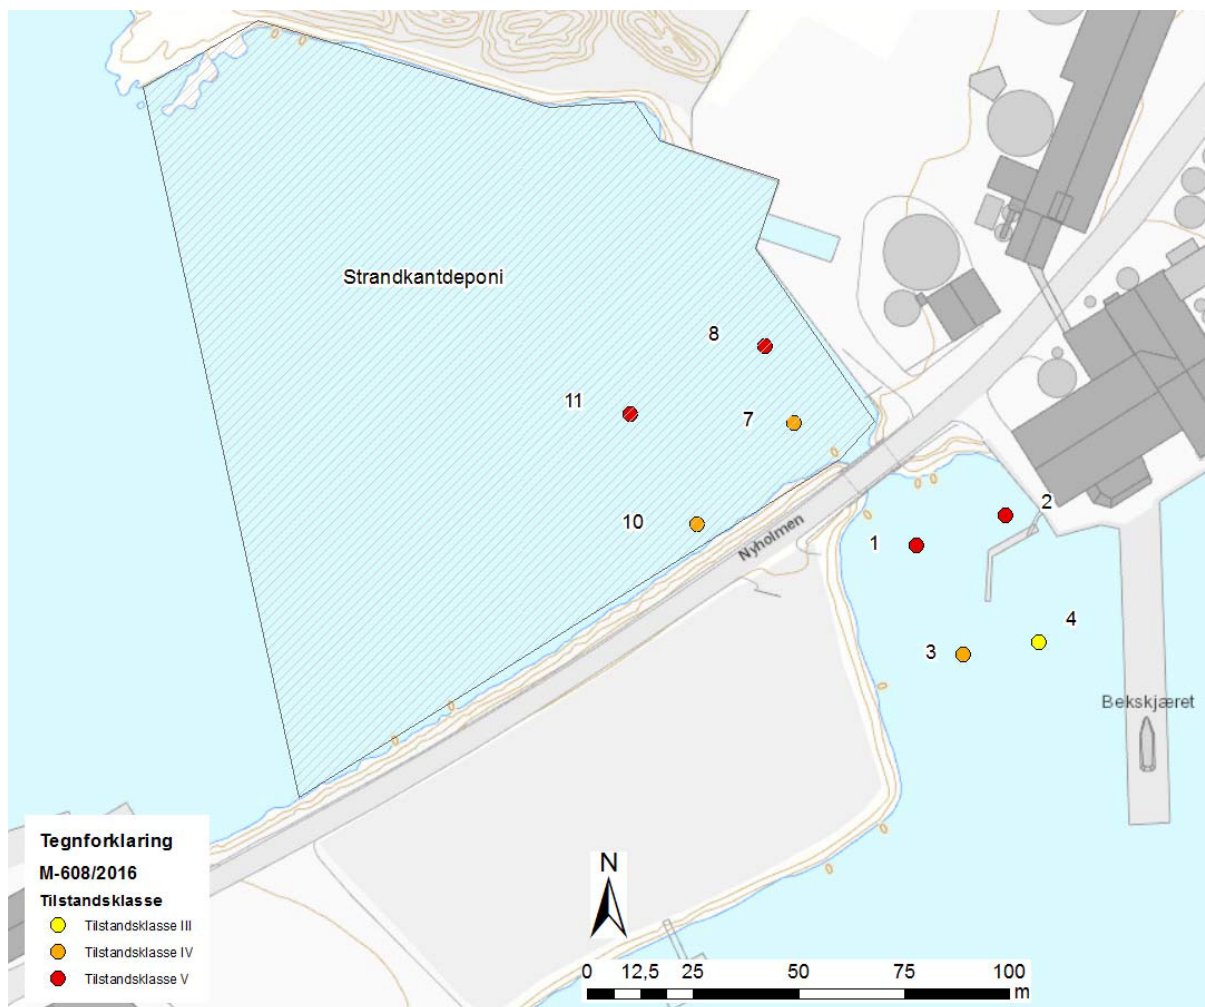 Strandkantdeponi
8
11
7
10
Nyholmen
2
1
4
3
Bekskjæret
Tegnforklaring
M-608/2016
Tilstandsklasse
Tilstandsklasse III
Tilstandsklasse IV
Tilstandsklasse V
N
0 12,5 25 50 75 100
m